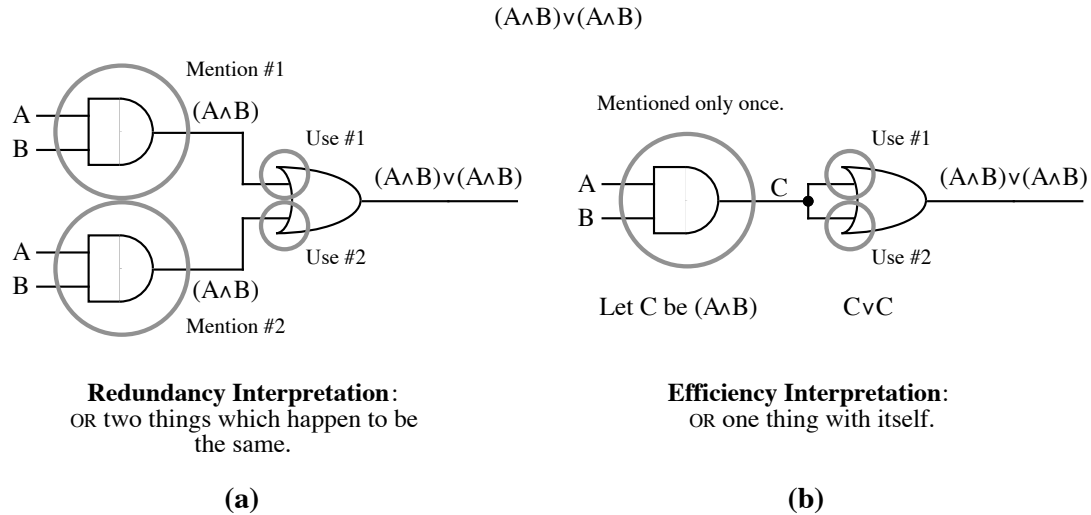 (A∧B)∨(A∧B)
Mention #1
A
B
(A∧B)
Use #1
(A∧B)∨(A∧B)
Use #2
A
B
(A∧B)
Mention #2
Redundancy Interpretation:
OR two things which happen to be
the same.
(a)
Mentioned only once.
A
B
C
Use #1
(A∧B)∨(A∧B)
Use #2
Let C be (A∧B)
C∨C
Efficiency Interpretation:
OR one thing with itself.
(b)